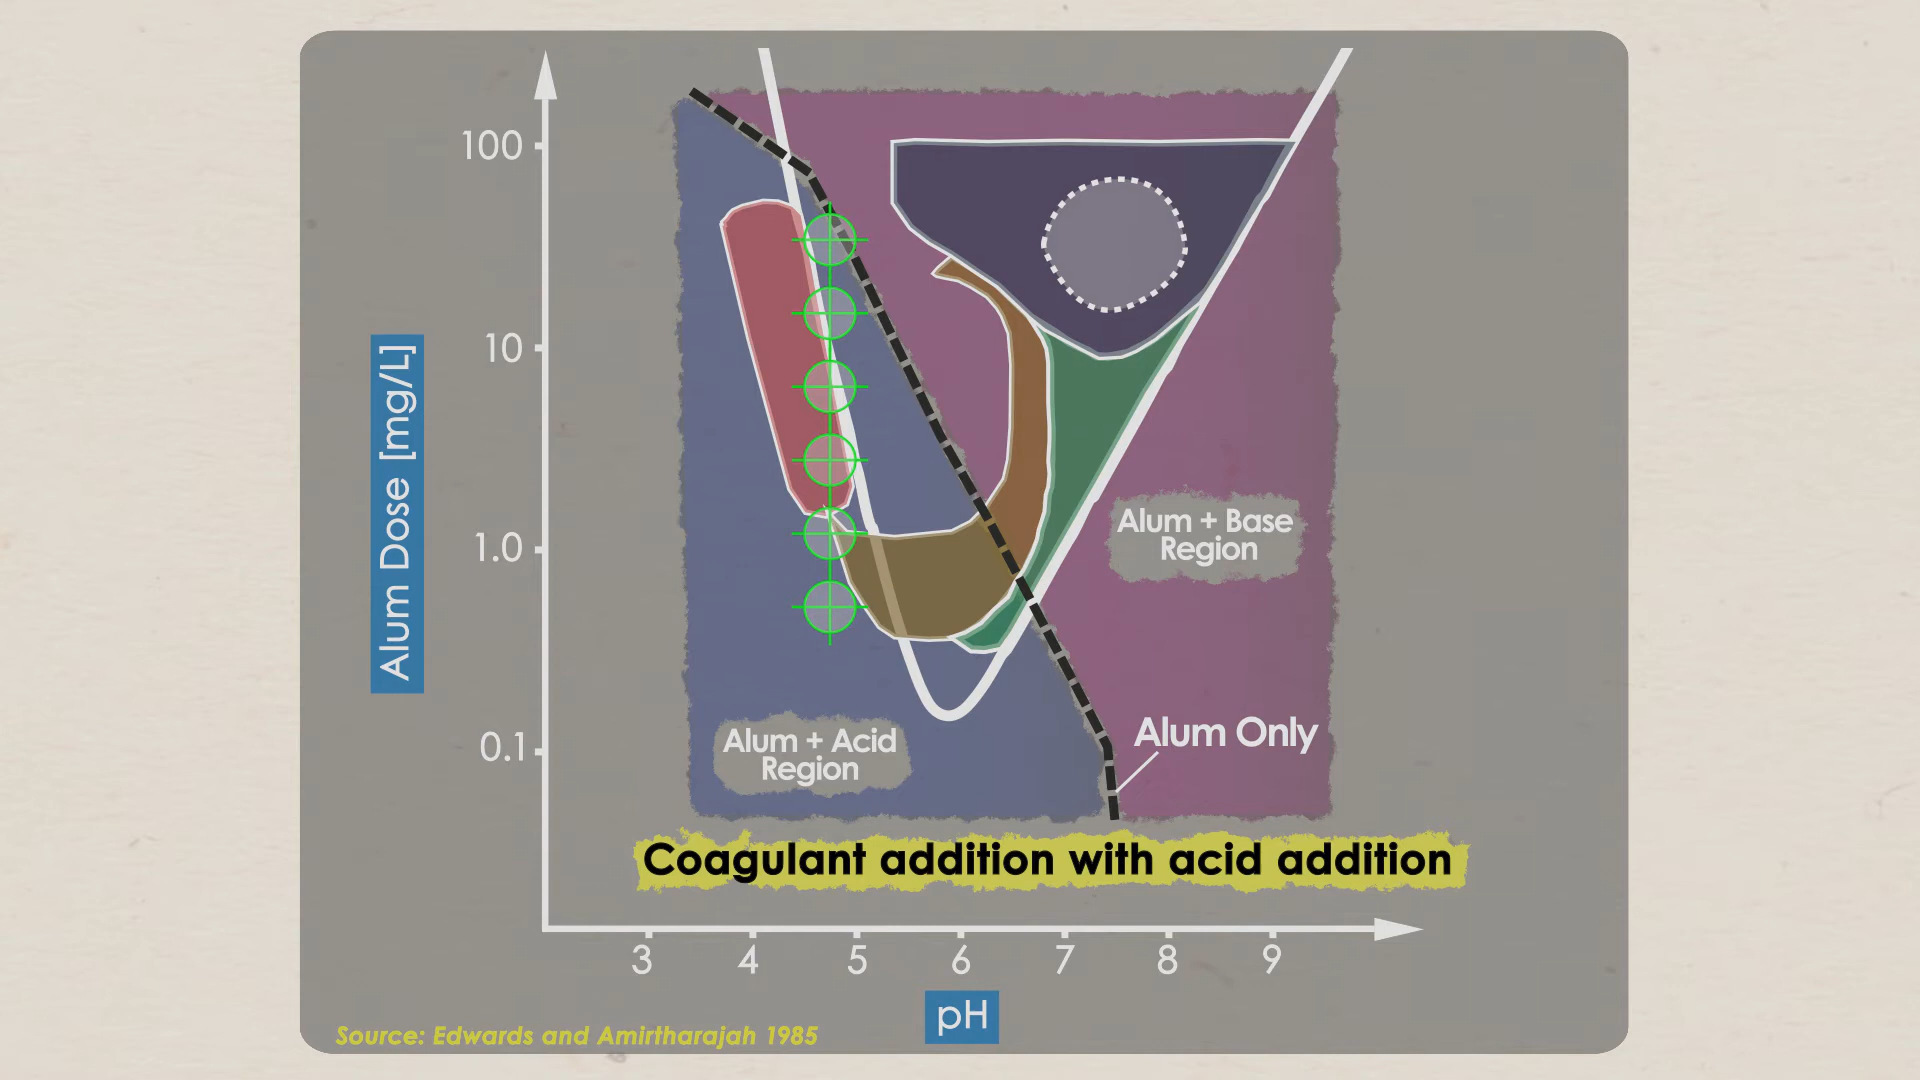 100
10
1.0
0.1
Alum Dose [mg/L]
Alum + Base
Region
Alum Only
Alum + Acid
Region
Coagulant addition with acid addition
3 4 5 6 7 8 9
pH
Source: Edwards and Amirtharajah 1985